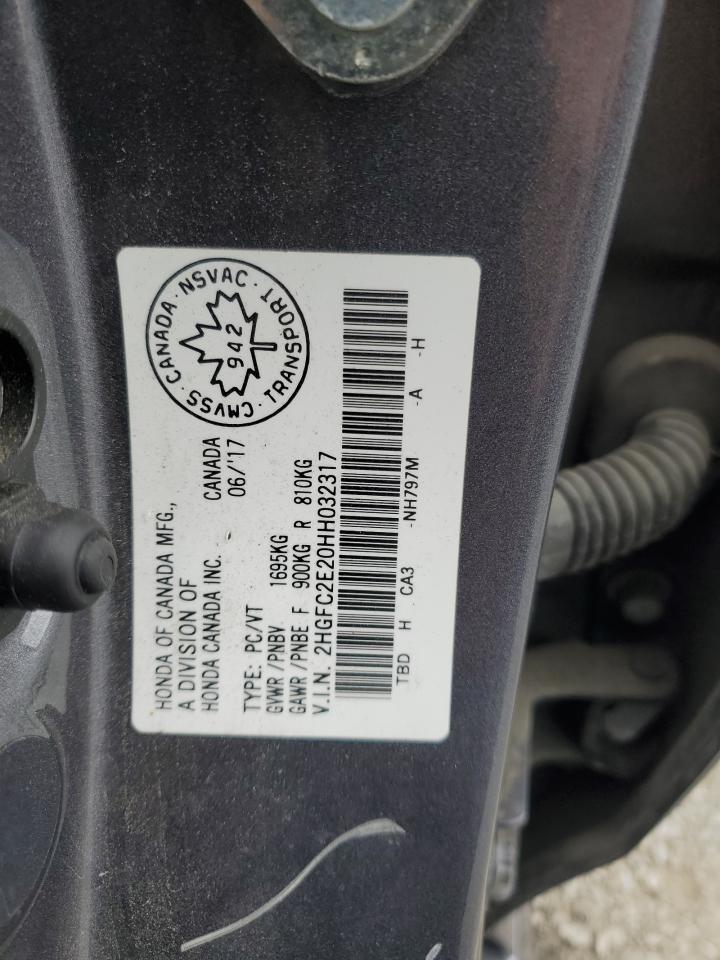 HONDA OF CANADA MFG.,
A DIVISION OF
HONDA CANADA INC.
CANADA
06/'17
CMVSS · CANADA · NSVAC · TRANSPORT
942
TYPE: PC/VT
GVWR /PNBV 1695KG
GAWR /PNBE F 900KG R 810KG
V.I.N. 2HGFC2E20HH032317
TBD H CA3 -NH797M -A -H